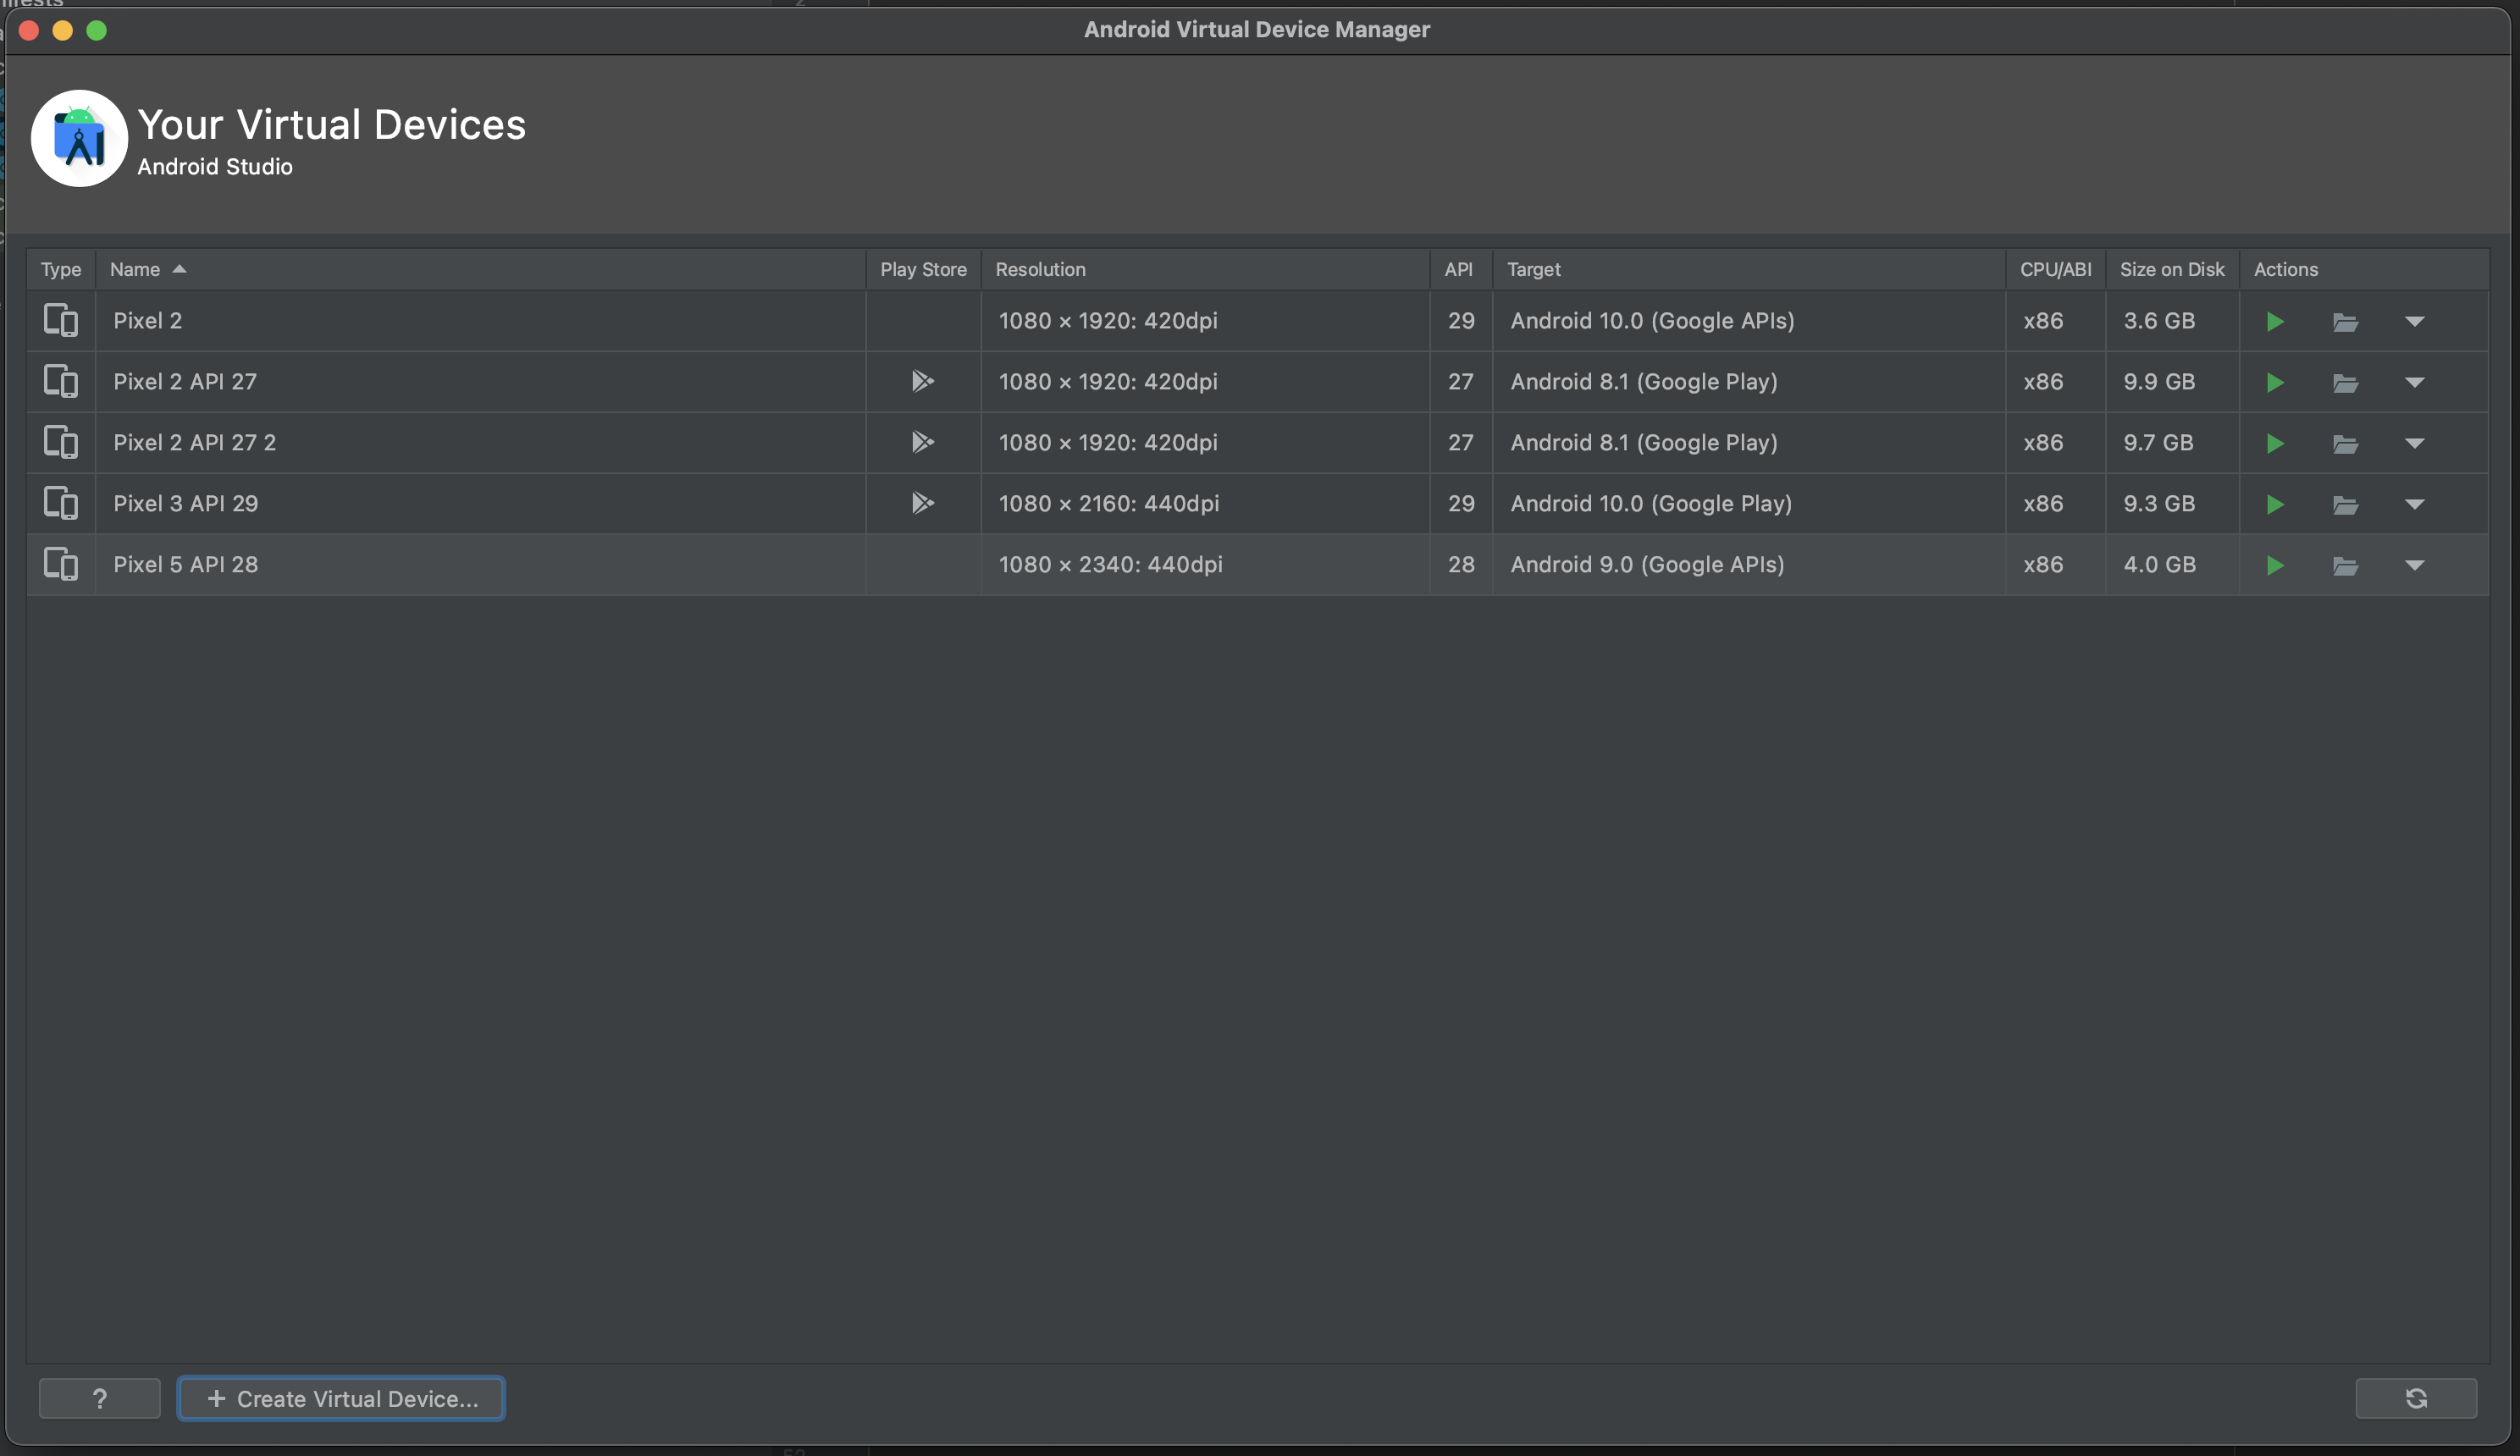 Android Virtual Device Manager
Your Virtual Devices
Android Studio
Type Name Play Store Resolution API Target CPU/ABI Size on Disk Actions
Pixel 2 1080 × 1920: 420dpi 29 Android 10.0 (Google APIs) x86 3.6 GB
Pixel 2 API 27 1080 × 1920: 420dpi 27 Android 8.1 (Google Play) x86 9.9 GB
Pixel 2 API 27 2 1080 × 1920: 420dpi 27 Android 8.1 (Google Play) x86 9.7 GB
Pixel 3 API 29 1080 × 2160: 440dpi 29 Android 10.0 (Google Play) x86 9.3 GB
Pixel 5 API 28 1080 × 2340: 440dpi 28 Android 9.0 (Google APIs) x86 4.0 GB
? + Create Virtual Device...